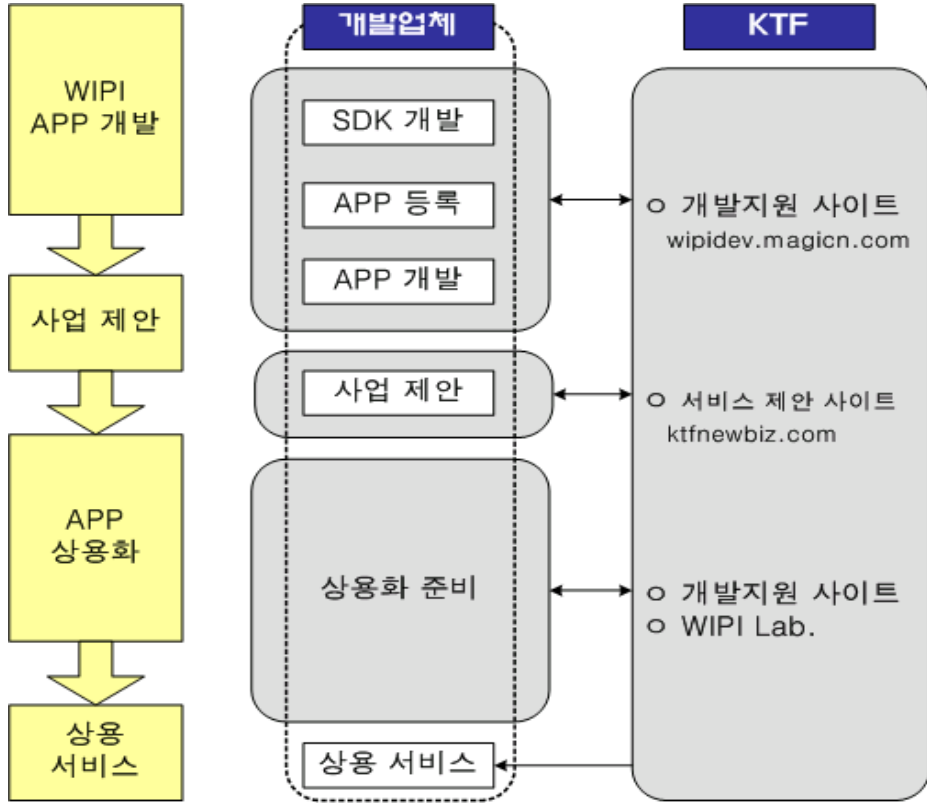 개발업체
KTF
WIPI
APP 개발
사업 제안
APP
상용화
상용
서비스
SDK 개발
APP 등록
APP 개발
사업 제안
상용화 준비
상용 서비스
ㅇ 개발지원 사이트
wipidev.magicn.com
ㅇ 서비스 제안 사이트
ktfnewbiz.com
ㅇ 개발지원 사이트
ㅇ WIPI Lab.